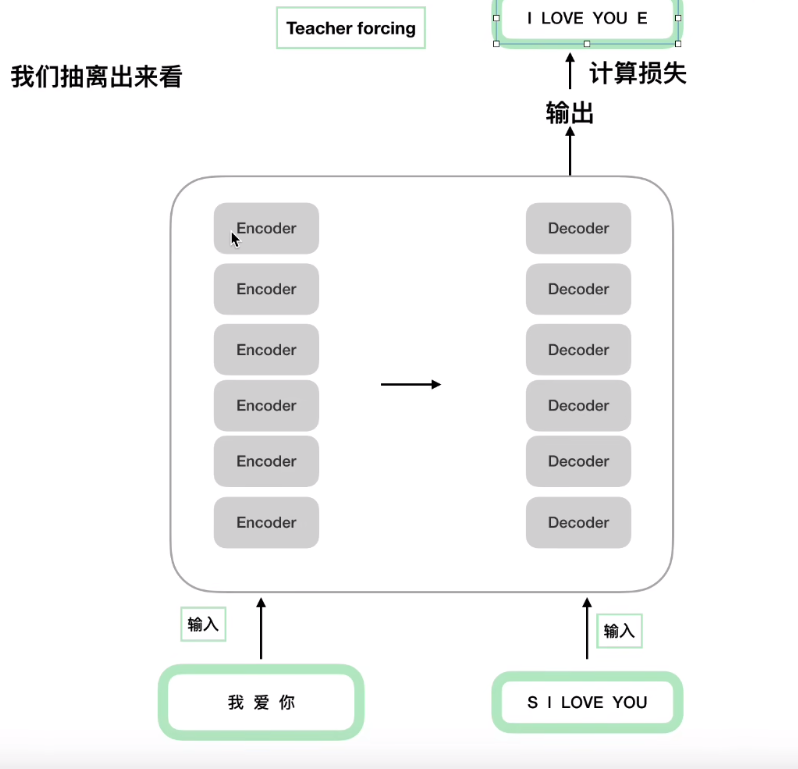 I LOVE YOU E
Teacher forcing
我们抽离出来看
计算损失
输出
Encoder
Decoder
Encoder
Decoder
Encoder
Decoder
Encoder
Decoder
Encoder
Decoder
Encoder
Decoder
输入
输入
我 爱 你
S I LOVE YOU